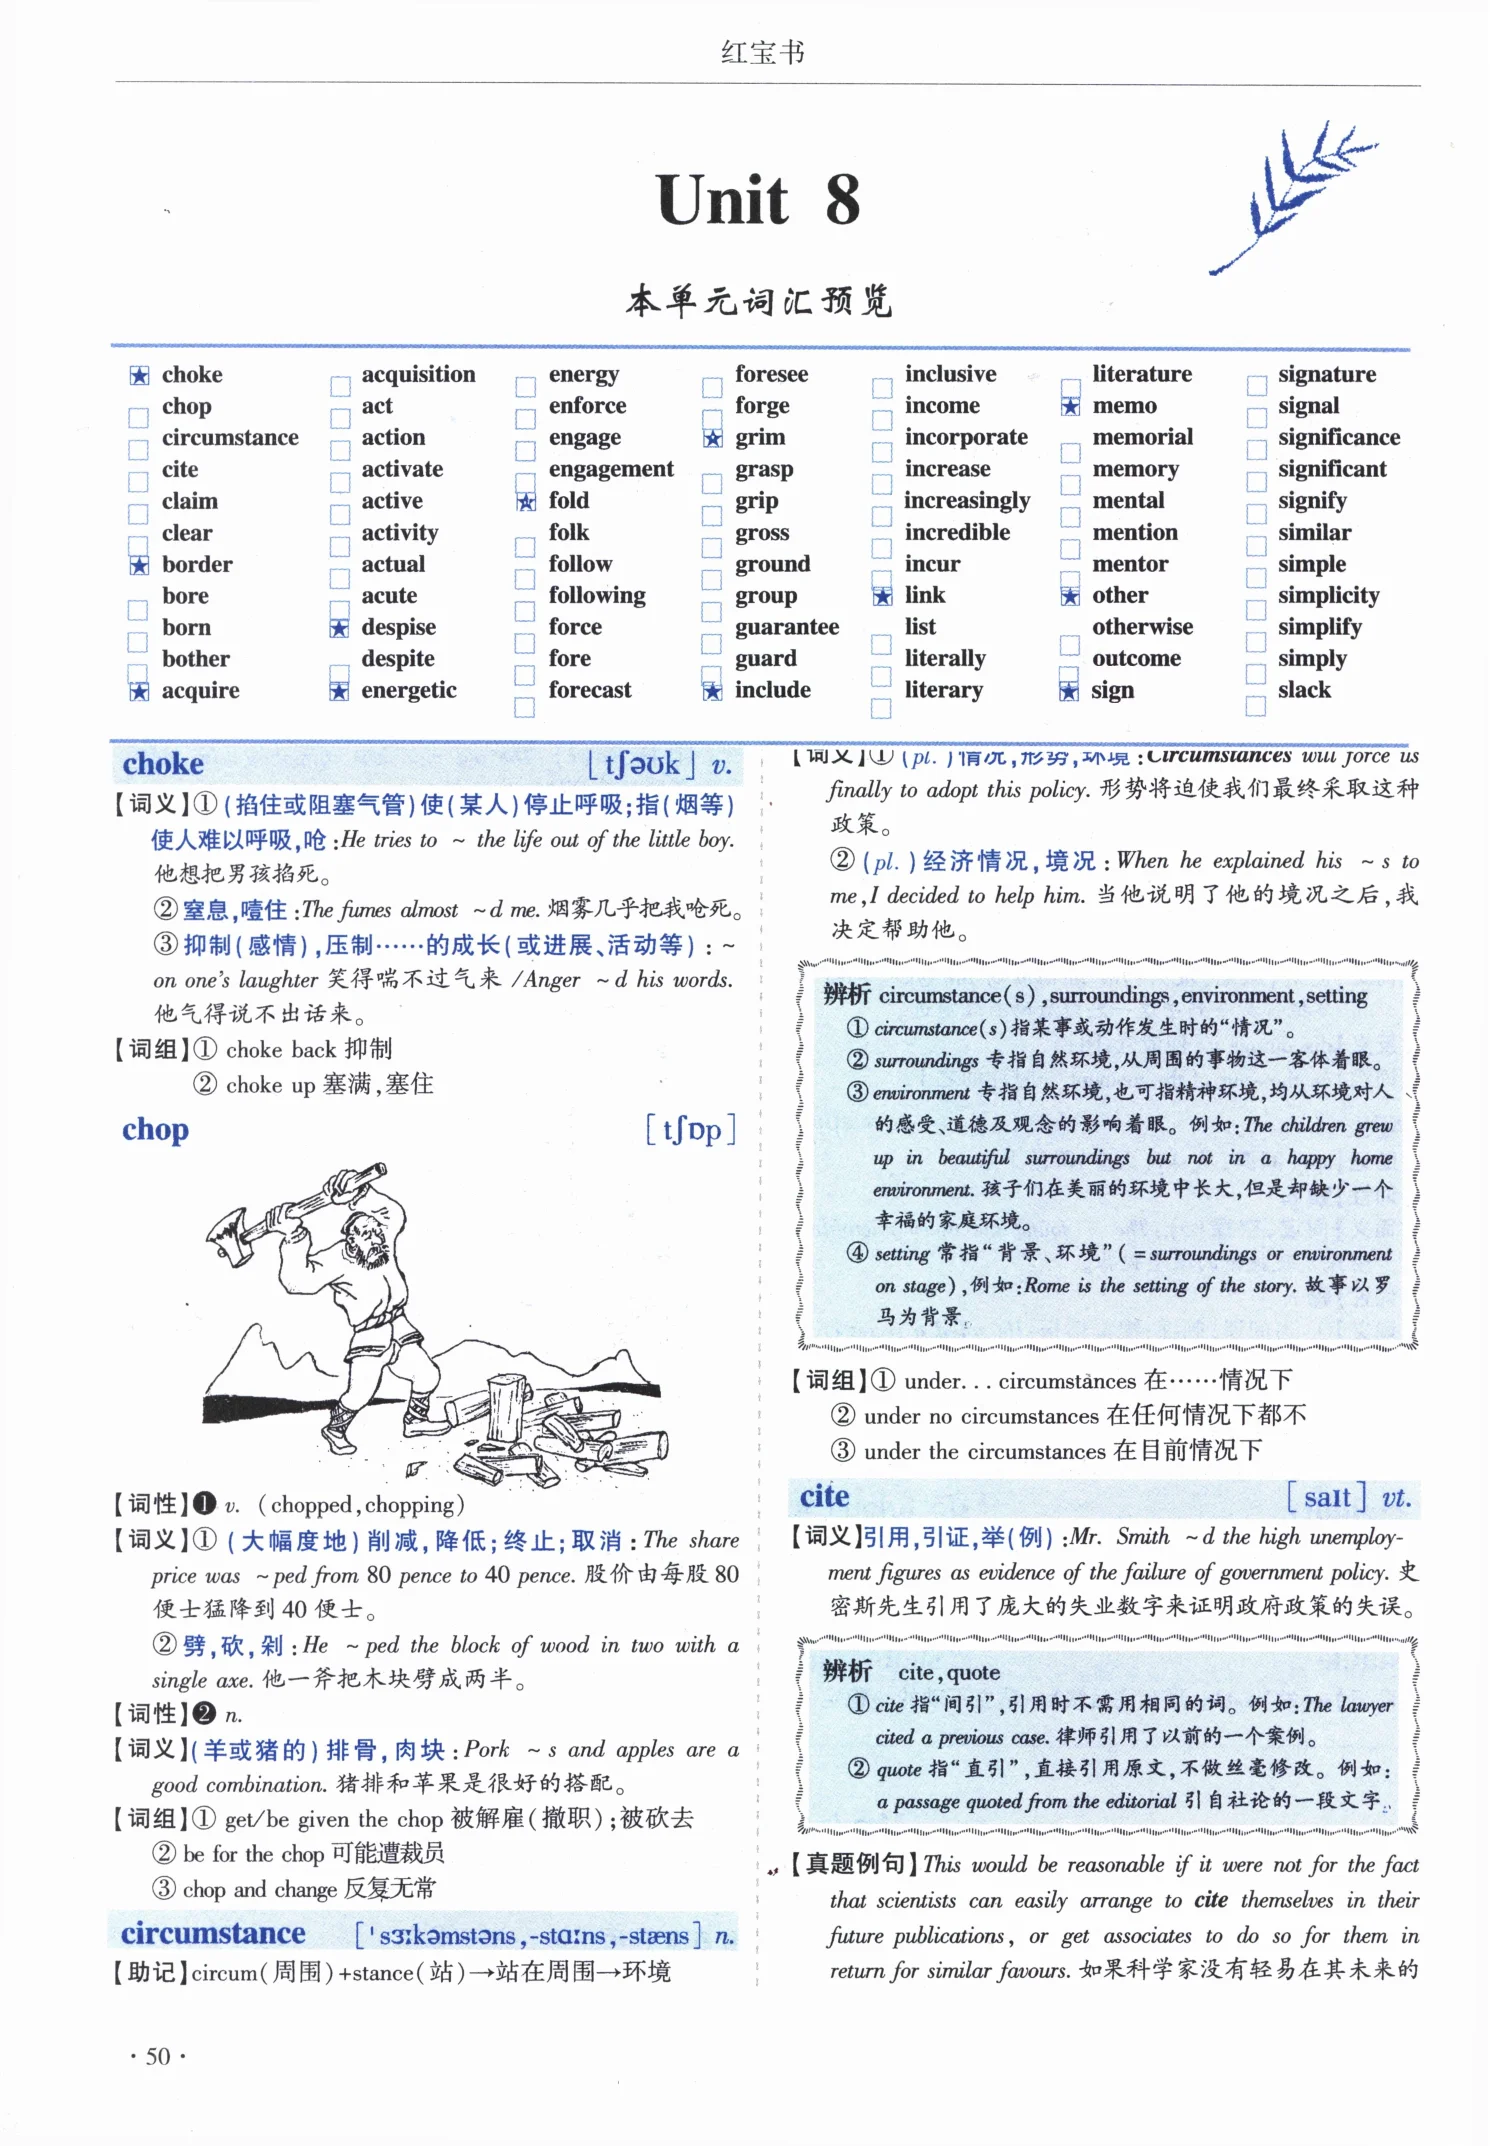 红宝书
Unit 8
本单元词汇预览
choke
chop
circumstance
cite
claim
clear
border
bore
born
bother
acquire
acquisition
act
action
activate
active
activity
actual
acute
despise
despite
energetic
energy
enforce
engage
engagement
fold
folk
follow
following
force
fore
forecast
foresee
forge
grim
grasp
grip
gross
ground
group
guarantee
guard
include
inclusive
income
incorporate
increase
increasingly
incredible
incur
link
list
literally
literary
literature
memo
memorial
memory
mental
mention
mentor
other
otherwise
outcome
sign
signature
signal
significance
significant
signify
similar
simple
simplicity
simplify
simply
slack
choke [tʃəʊk] v.
【词义】①(掐住或阻塞气管)使(某人)停止呼吸;指(烟等)
使人难以呼吸,呛:He tries to ~ the life out of the little boy.
他想把男孩掐死。
②窒息,噎住:The fumes almost ~d me. 烟雾几乎把我呛死。
③抑制(感情),压制……的成长(或进展、活动等):~
on one's laughter 笑得喘不过气来/Anger ~d his words.
他气得说不出话来。
【词组】① choke back 抑制
② choke up 塞满,塞住
chop [tʃɒp]
【词性】❶ v. (chopped,chopping)
【词义】①(大幅度地)削减,降低;终止;取消:The share
price was ~ped from 80 pence to 40 pence. 股价由每股80
便士猛降到40便士。
②劈,砍,剁:He ~ped the block of wood in two with a
single axe. 他一斧把木块劈成两半。
【词性】❷ n.
【词义】(羊或猪的)排骨,肉块:Pork ~s and apples are a
good combination. 猪排和苹果是很好的搭配。
【词组】① get/be given the chop 被解雇(撤职);被砍去
② be for the chop 可能遭裁员
③ chop and change 反复无常
circumstance [ˈsɜːkəmstəns,-stɑːns,-stæns] n.
【助记】circum(周围)+stance(站)→站在周围→环境
【词义】①(pl.)情况,形势,环境:Circumstances will force us
finally to adopt this policy. 形势将迫使我们最终采取这种
政策。
②(pl.)经济情况,境况:When he explained his ~s to
me,I decided to help him. 当他说明了他的境况之后,我
决定帮助他。
辨析 circumstance(s),surroundings,environment,setting
① circumstance(s)指某事或动作发生时的“情况”。
② surroundings 专指自然环境,从周围的事物这一客体着眼。
③ environment 专指自然环境,也可指精神环境,均从环境对人
的感受、道德及观念的影响着眼。例如:The children grew
up in beautiful surroundings but not in a happy home
environment. 孩子们在美丽的环境中长大,但是却缺少一个
幸福的家庭环境。
④ setting 常指“背景、环境”(=surroundings or environment
on stage),例如:Rome is the setting of the story. 故事以罗
马为背景。
【词组】① under... circumstances 在……情况下
② under no circumstances 在任何情况下都不
③ under the circumstances 在目前情况下
cite [saɪt] vt.
【词义】引用,引证,举(例):Mr. Smith ~d the high unemploy-
ment figures as evidence of the failure of government policy. 史
密斯先生引用了庞大的失业数字来证明政府政策的失误。
辨析 cite,quote
① cite 指“间引”,引用时不需用相同的词。例如:The lawyer
cited a previous case. 律师引用了以前的一个案例。
② quote 指“直引”,直接引用原文,不做丝毫修改。例如:
a passage quoted from the editorial 引自社论的一段文字。
【真题例句】This would be reasonable if it were not for the fact
that scientists can easily arrange to cite themselves in their
future publications, or get associates to do so for them in
return for similar favours. 如果科学家没有轻易在其未来的
·50·